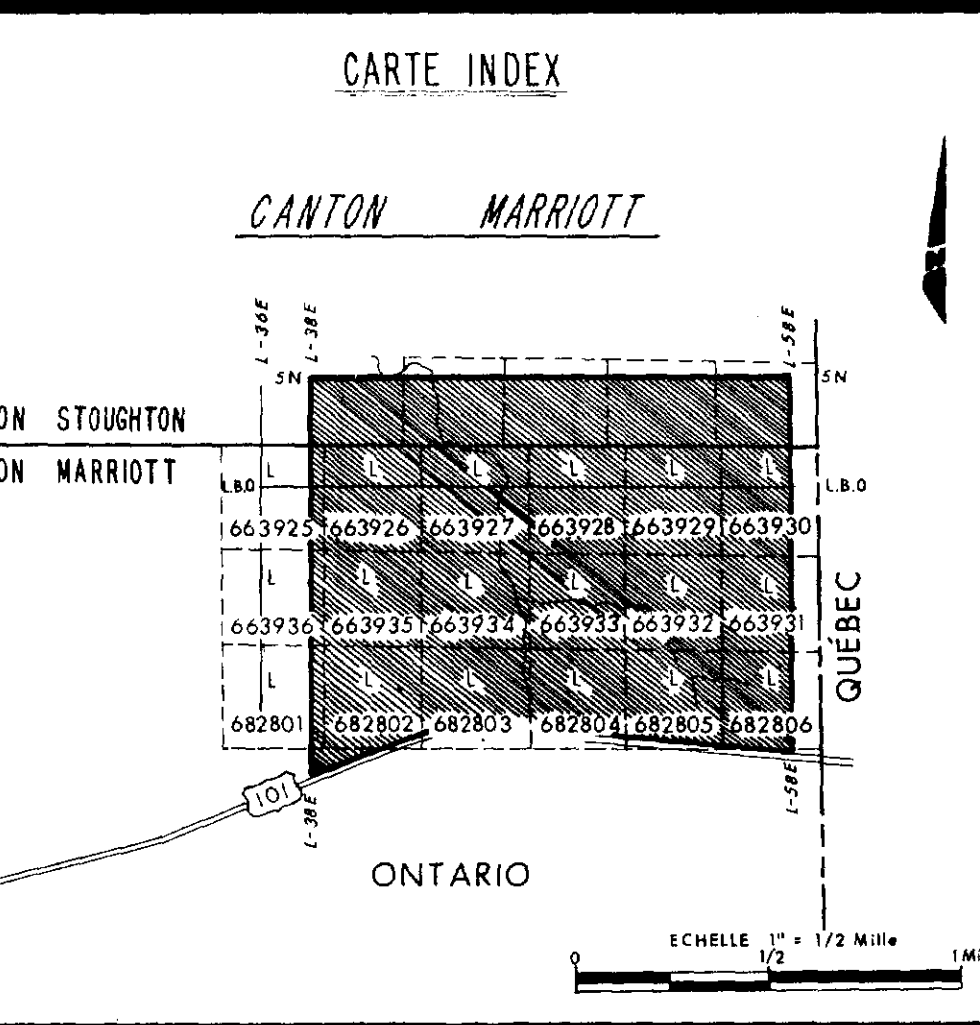 CARTE INDEX
CANTON MARRIOTT
L-36E
L-38E
L-58E
5N
5N
ON STOUGHTON
ON MARRIOTT
L L L L L L
L.B.O
L.B.O
663925 663926 663927 663928 663929 663930
L L L L L L
663936 663935 663934 663933 663932 663931
QUÉBEC
L L L L L L
682801 682802 682803 682804 682805 682806
101
L-38E
L-58E
ONTARIO
ECHELLE 1" = 1/2 Mille
0 1/2 1 Mi